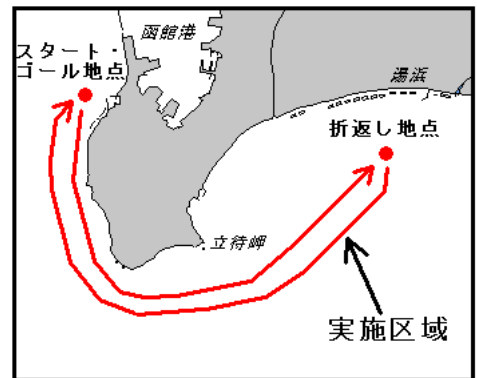 函館港
スタート・
ゴール地点
湯浜
折返し地点
立待岬
実施区域